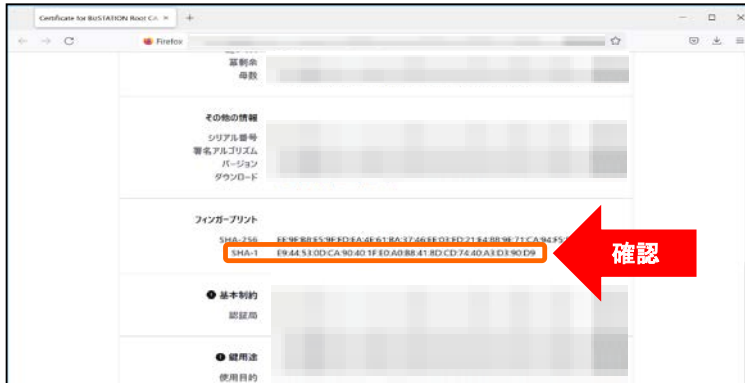 Certificate for BizSTATION Root CA
Firefox
冪剰余
母数
その他の情報
シリアル番号
署名アルゴリズム
バージョン
ダウンロード
フィンガープリント
SHA-256
SHA-1 E9:44:53:0D:CA:90:40:1F:E0:A0:B8:41:8D:CD:74:40:A3:D3:90:D9
確認
基本制約
認証局
鍵用途
使用目的